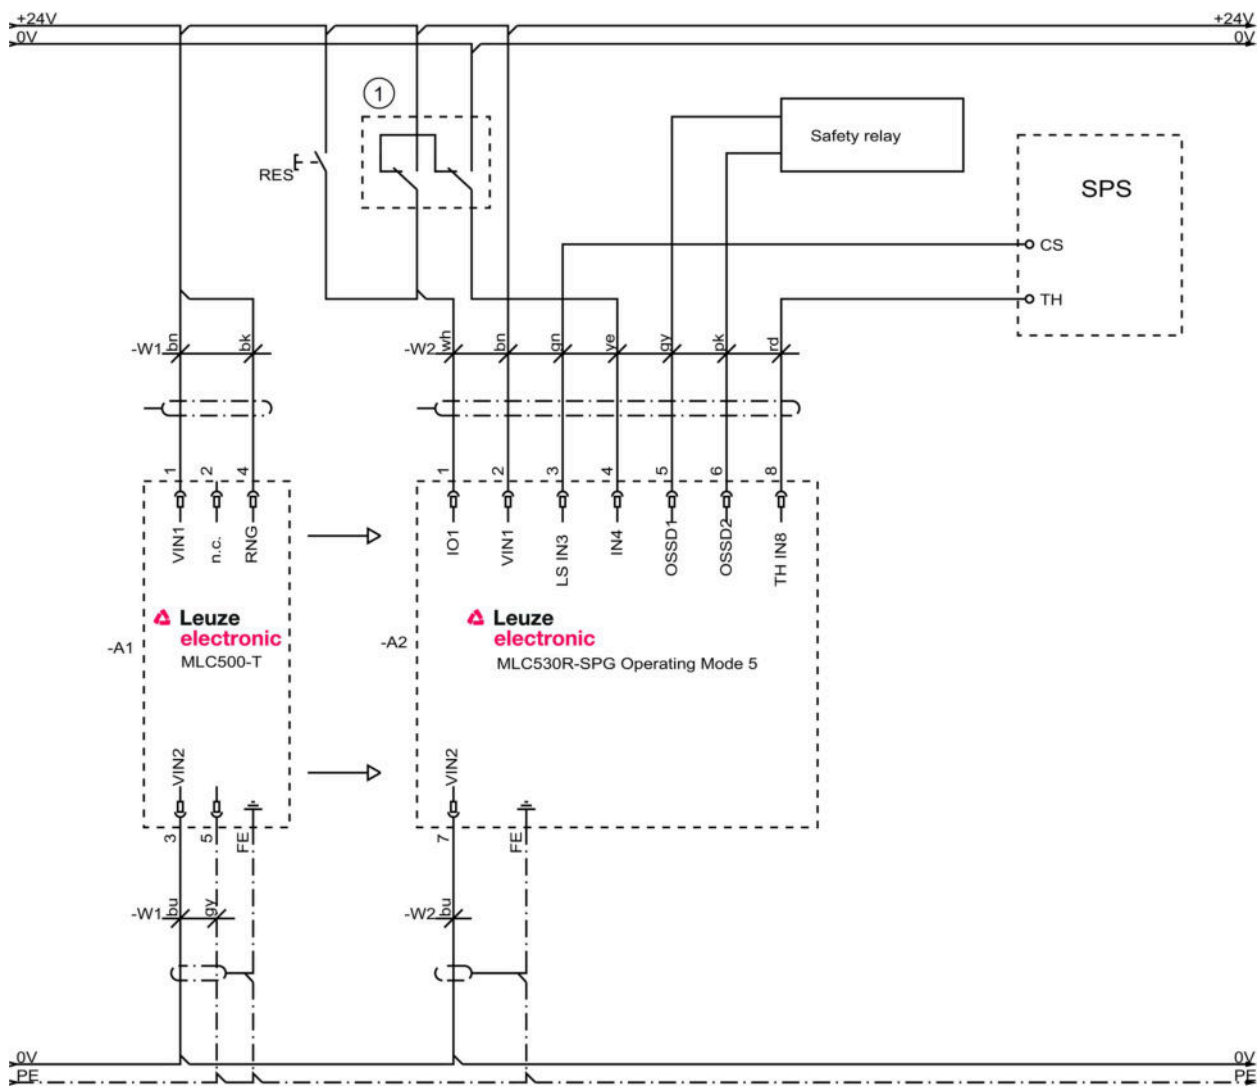 +24V +24V
0V 0V
1
RES
Safety relay
SPS
CS
TH
-W1 bn bk
-W2 wh bn gn ye gy pk rd
1 2 4
1 2 3 4 5 6 8
VIN1 n.c. RNG
IO1 VIN1 LS IN3 IN4 OSSD1 OSSD2 TH IN8
Leuze
electronic
MLC500-T
-A1
Leuze
electronic
MLC530R-SPG Operating Mode 5
-A2
VIN2
VIN2
3 5 FE
7 FE
-W1 bu gy
-W2 bu
0V 0V
PE PE